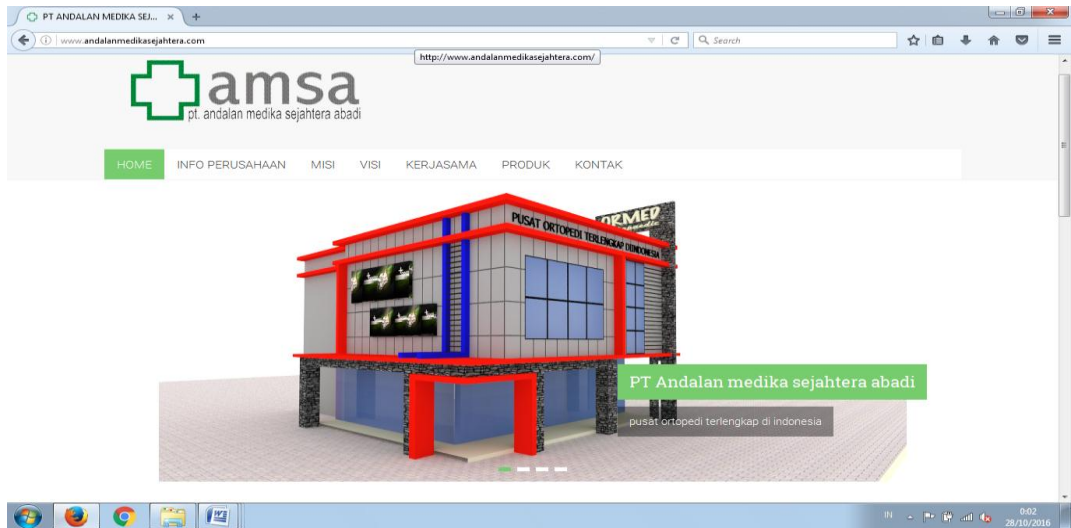 PT ANDALAN MEDIKA SEJ...
www.andalanmedikasejahtera.com
Search
http://www.andalanmedikasejahtera.com/
amsa
pt. andalan medika sejahtera abadi
HOME INFO PERUSAHAAN MISI VISI KERJASAMA PRODUK KONTAK
PUSAT ORTOPEDI TERLENGKAP DI INDONESIA
PT Andalan medika sejahtera abadi
pusat ortopedi terlengkap di indonesia
IN
0:02
28/10/2016